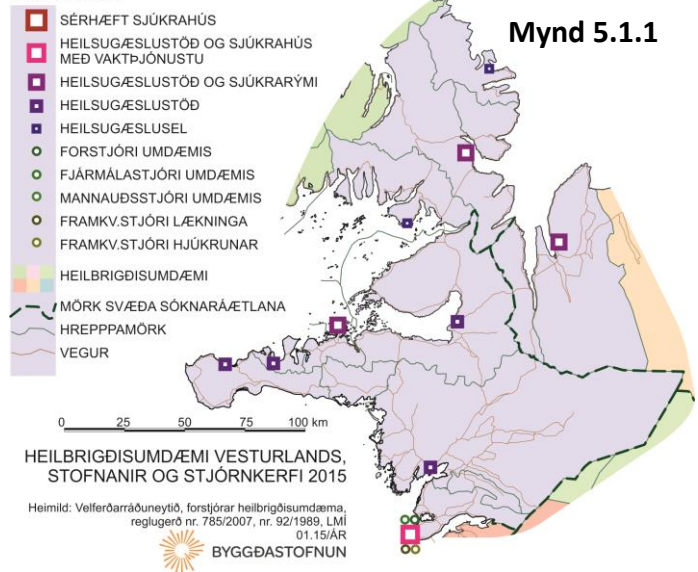 Mynd 5.1.1
SÉRHÆFT SJÚKRAHÚS
HEILSUGÆSLUSTÖÐ OG SJÚKRAHÚS
MEÐ VAKTÞJÓNUSTU
HEILSUGÆSLUSTÖÐ OG SJÚKRARÝMI
HEILSUGÆSLUSTÖÐ
HEILSUGÆSLUSEL
FORSTJÓRI UMDÆMIS
FJÁRMÁLASTJÓRI UMDÆMIS
MANNAUÐSSTJÓRI UMDÆMIS
FRAMKV.STJÓRI LÆKNINGA
FRAMKV.STJÓRI HJÚKRUNAR
HEILBRIGÐISUMDÆMI
MÖRK SVÆÐA SÓKNARÁÆTLANA
HREPPPAMÖRK
VEGUR
0 25 50 75 100 km
HEILBRIGÐISUMDÆMI VESTURLANDS,
STOFNANIR OG STJÓRNKERFI 2015
Heimild: Velferðarráðuneytið, forstjórar heilbrigðisumdæma,
reglugerð nr. 785/2007, nr. 92/1989, LMÍ
01.15/ÁR
BYGGÐASTOFNUN